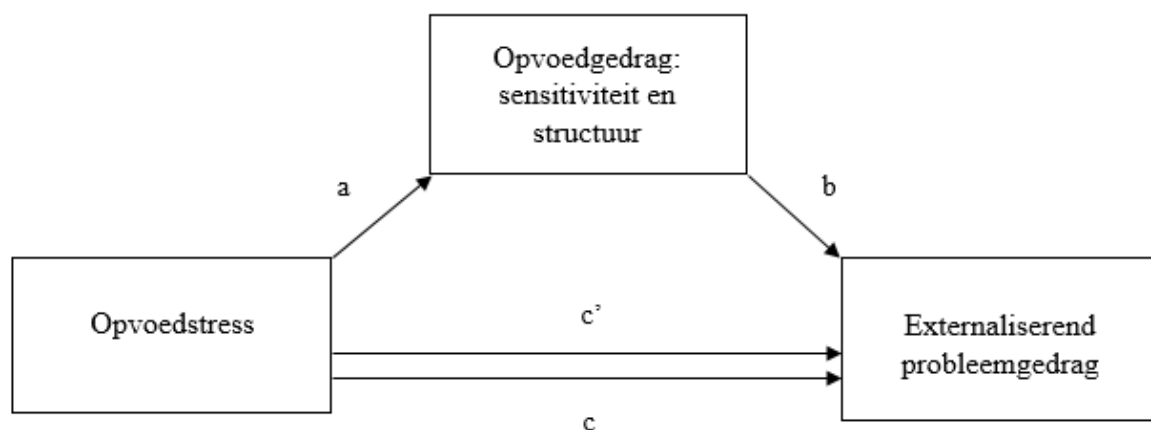 Opvoedgedrag:
sensitiviteit en
structuur
a
b
Opvoedstress
c’
Externaliserend
probleemgedrag
c